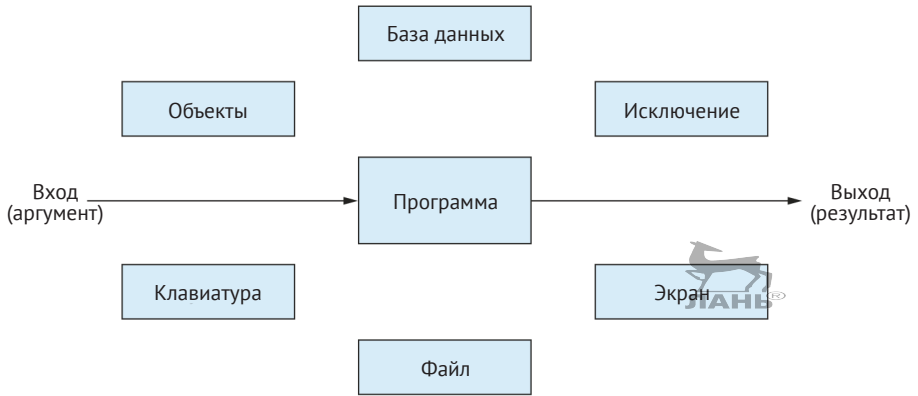 База данных
Объекты
Исключение
Вход
(аргумент)
Программа
Выход
(результат)
Клавиатура
Экран
ЛАНЬ®
Файл